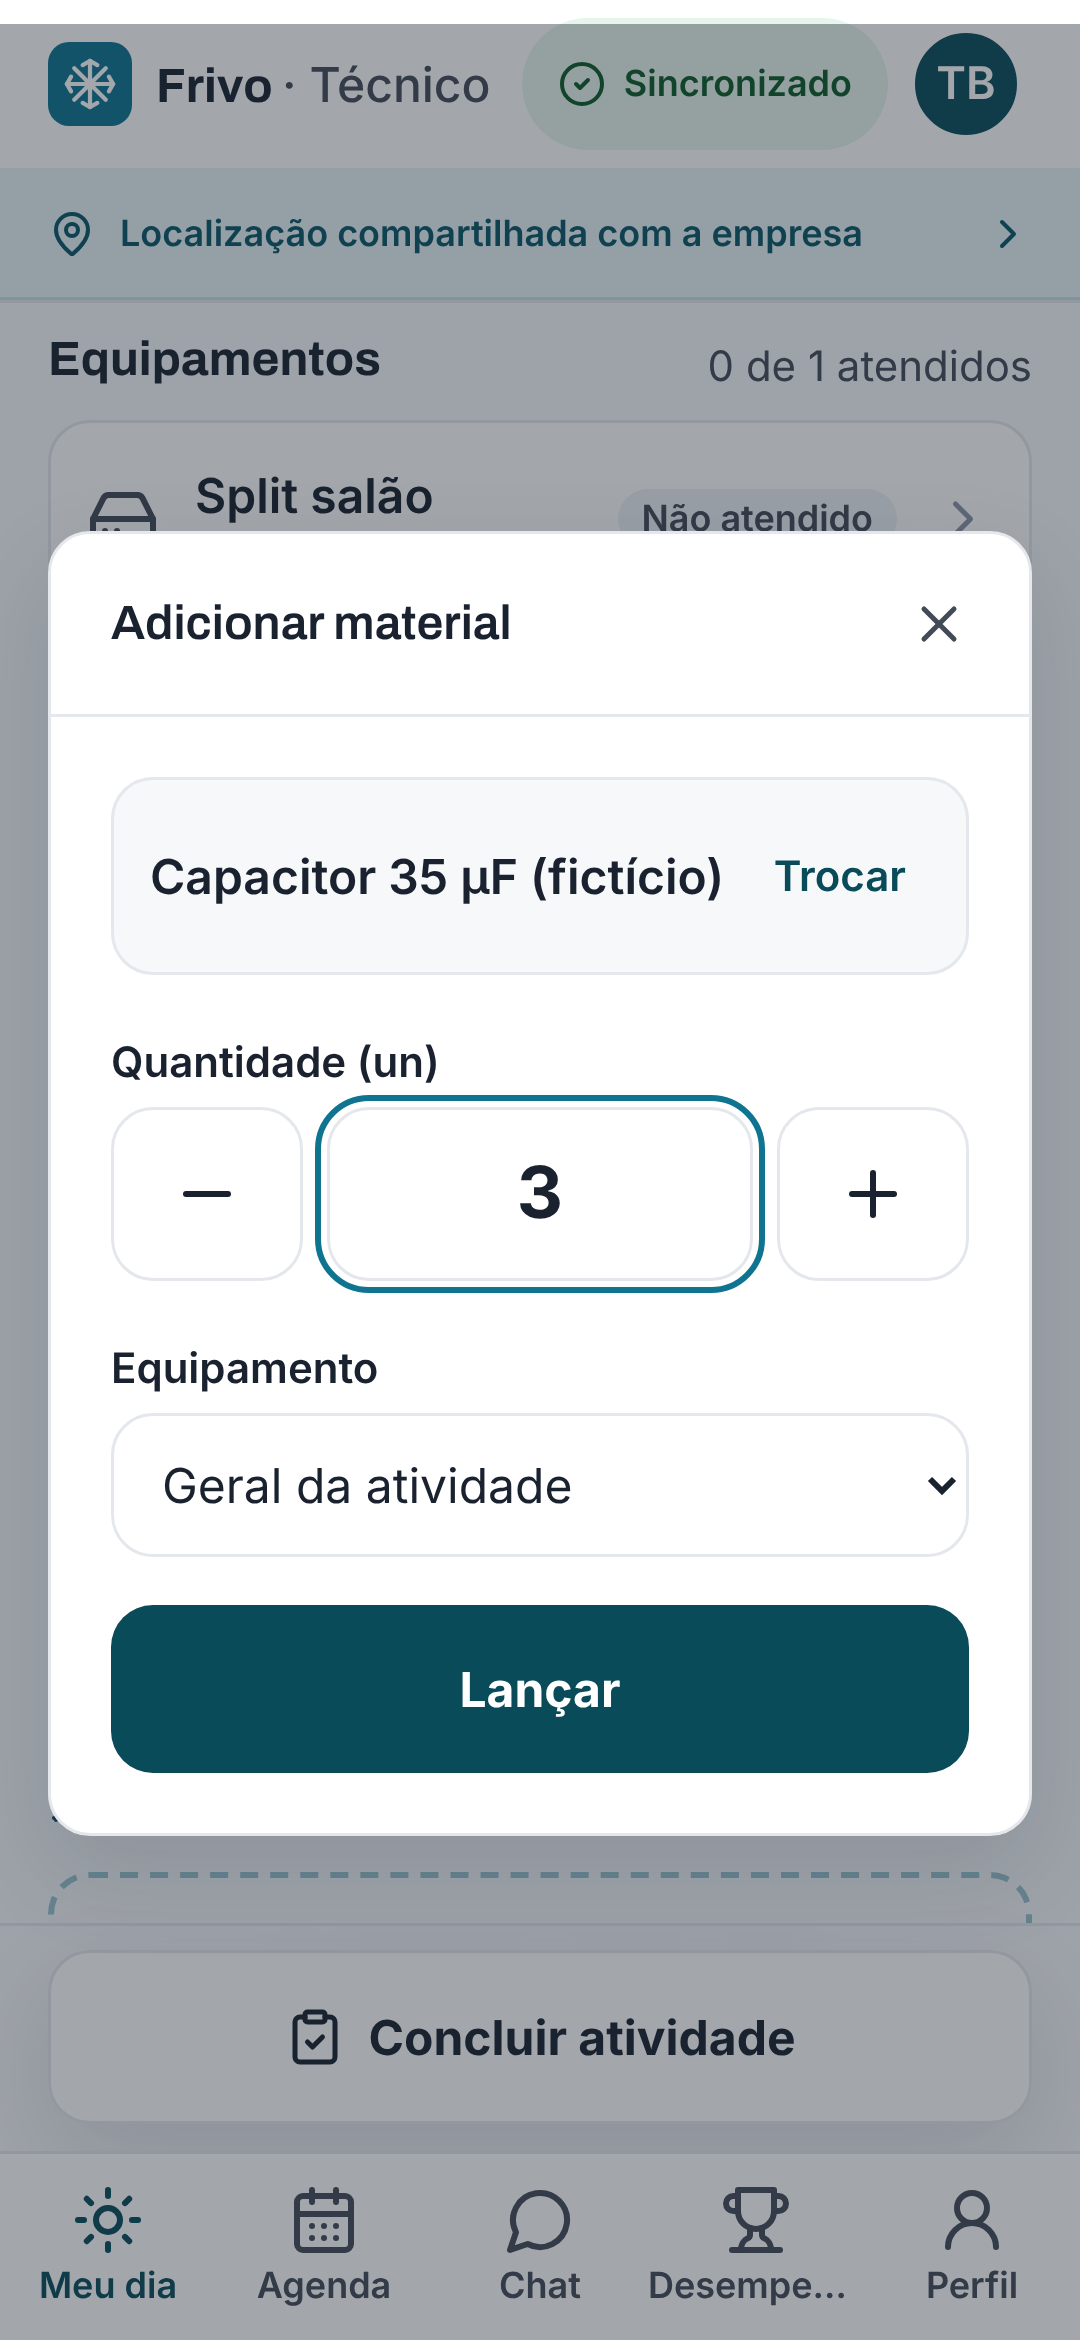 Frivo · Técnico
Sincronizado
TB
Localização compartilhada com a empresa
Equipamentos
0 de 1 atendidos
Split salão
Não atendido
Adicionar material
Capacitor 35 µF (fictício)
Trocar
Quantidade (un)
3
Equipamento
Geral da atividade
Lançar
Concluir atividade
Meu dia
Agenda
Chat
Desempe...
Perfil